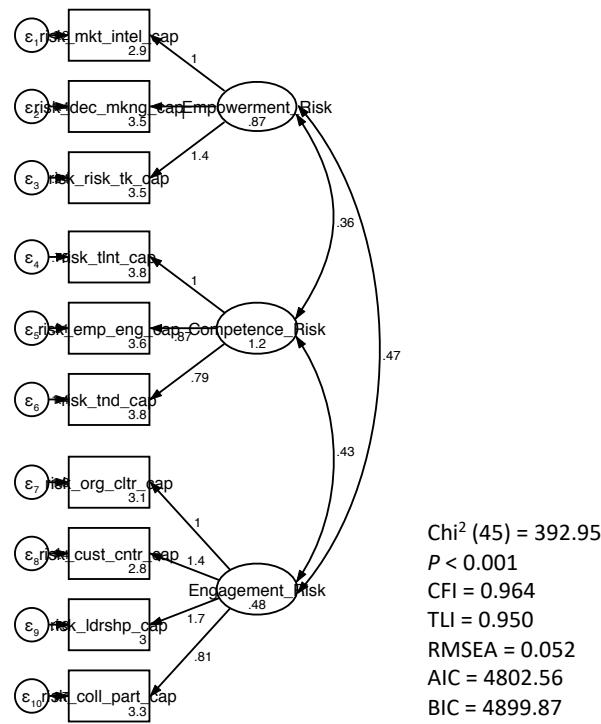 ε1 risk_mkt_intel_cap
2.9
1
ε2 risk_dec_mkng_cap Empowerment_Risk
3.5 .87
1.4
ε3 risk_risk_tk_cap
3.5
.36
ε4 risk_tlnt_cap
3.8
1
ε5 risk_emp_eng_cap .87 Competence_Risk
3.6 1.2
.47
.79
ε6 risk_tnd_cap
3.8
.43
ε7 risk_org_cltr_cap
3.1
1
ε8 risk_cust_cntr_cap
2.8
1.4
Engagement_Risk
.48
1.7
ε9 risk_ldrshp_cap
3
.81
ε10 risk_coll_part_cap
3.3
Chi² (45) = 392.95
P < 0.001
CFI = 0.964
TLI = 0.950
RMSEA = 0.052
AIC = 4802.56
BIC = 4899.87